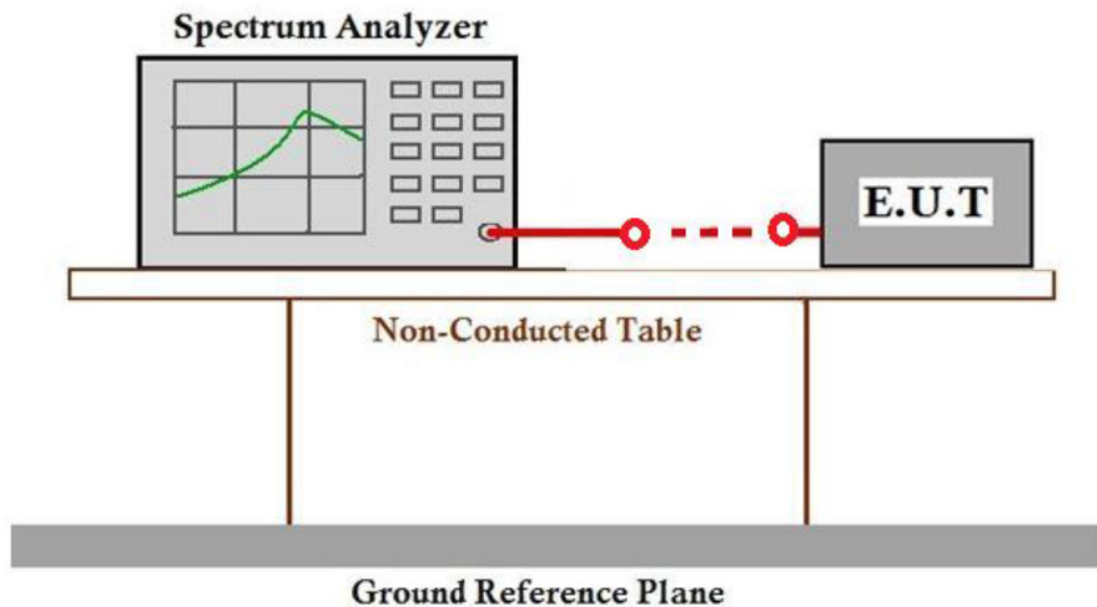 Spectrum Analyzer
E.U.T
Non-Conducted Table
Ground Reference Plane